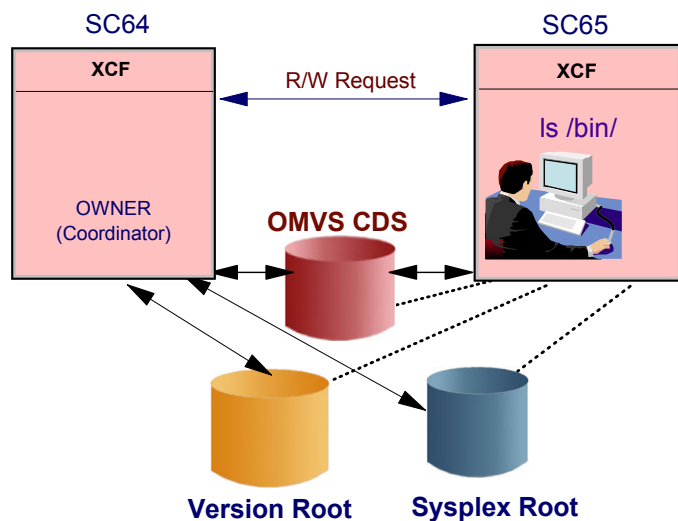 SC64
SC65
XCF
XCF
R/W Request
ls /bin/
OWNER
(Coordinator)
OMVS CDS
Version Root
Sysplex Root